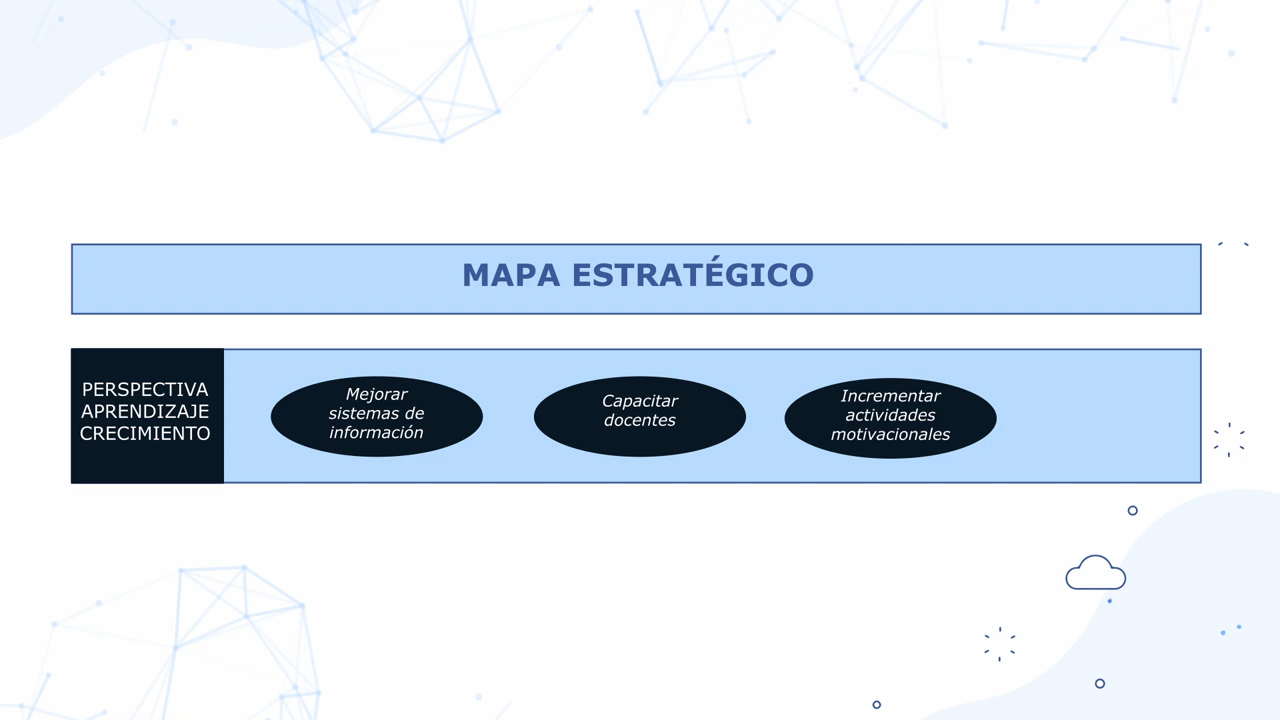 MAPA ESTRATÉGICO
PERSPECTIVA
APRENDIZAJE
CRECIMIENTO
Mejorar
sistemas de
información
Capacitar
docentes
Incrementar
actividades
motivacionales